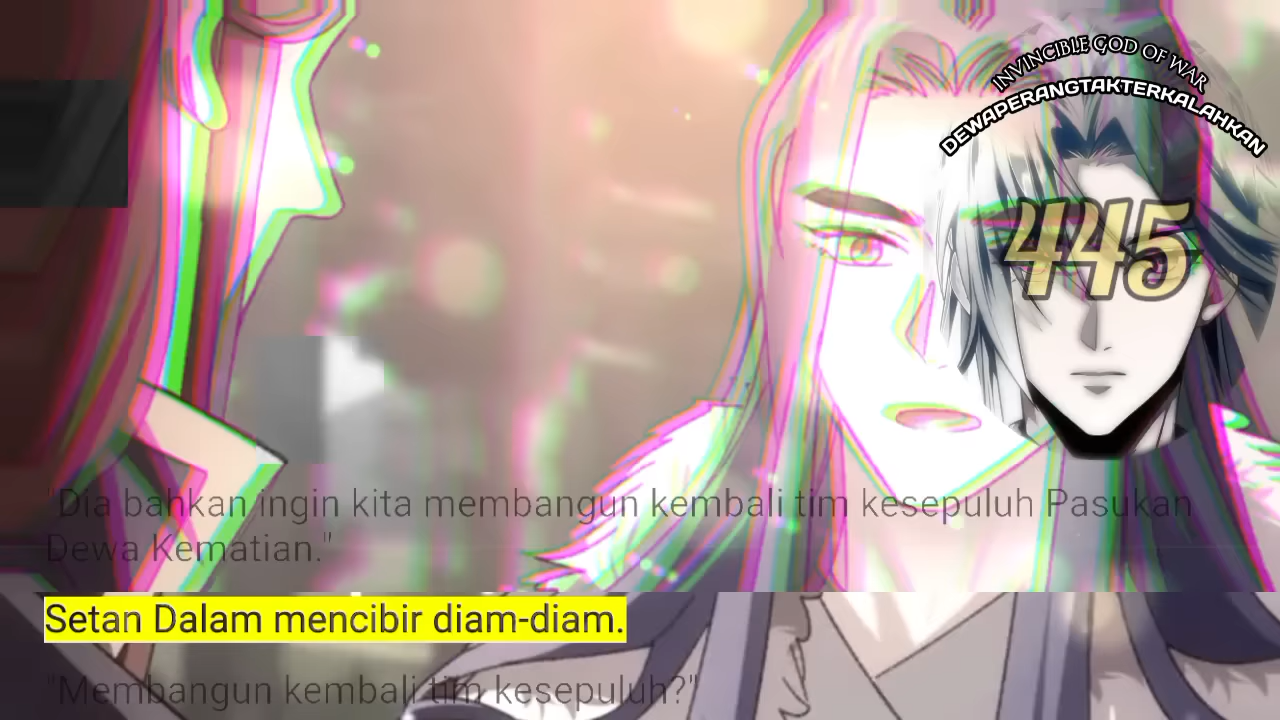 INVINCIBLE GOD OF WAR
DEWAPERANGTAKTERKALAHKAN
445
"Dia bahkan ingin kita membangun kembali tim kesepuluh Pasukan
Dewa Kematian."
Setan Dalam mencibir diam-diam.
"Membangun kembali tim kesepuluh?"